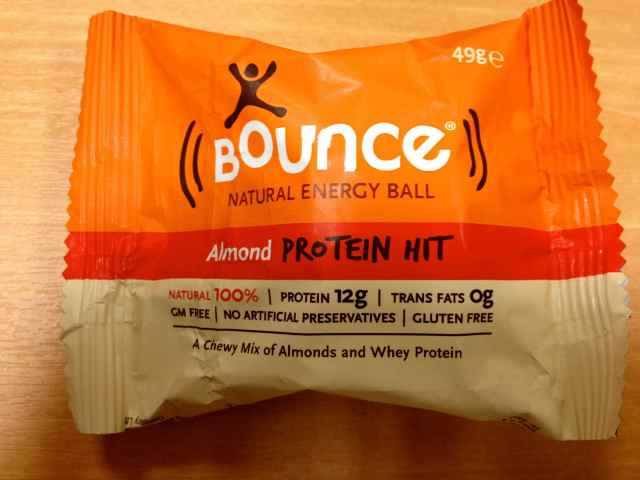 49g℮
BOUNCE®
NATURAL ENERGY BALL
Almond PROTEIN HIT
NATURAL 100% | PROTEIN 12g | TRANS FATS 0g
GM FREE | NO ARTIFICIAL PRESERVATIVES | GLUTEN FREE
A Chewy Mix of Almonds and Whey Protein